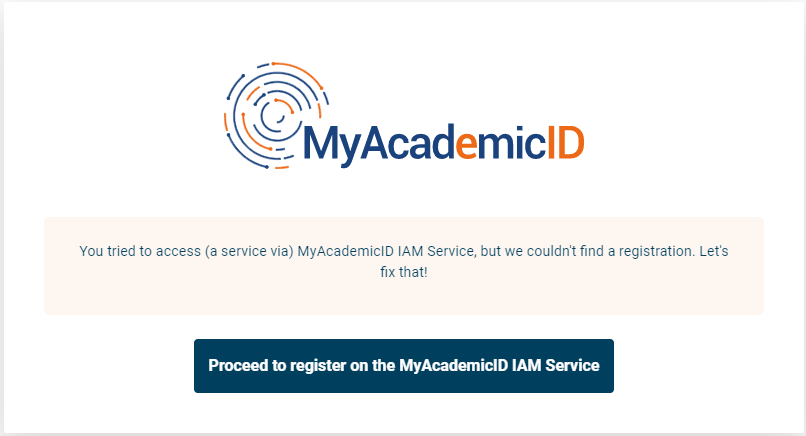 MyAcademicID
You tried to access (a service via) MyAcademicID IAM Service, but we couldn't find a registration. Let's
fix that!
Proceed to register on the MyAcademicID IAM Service